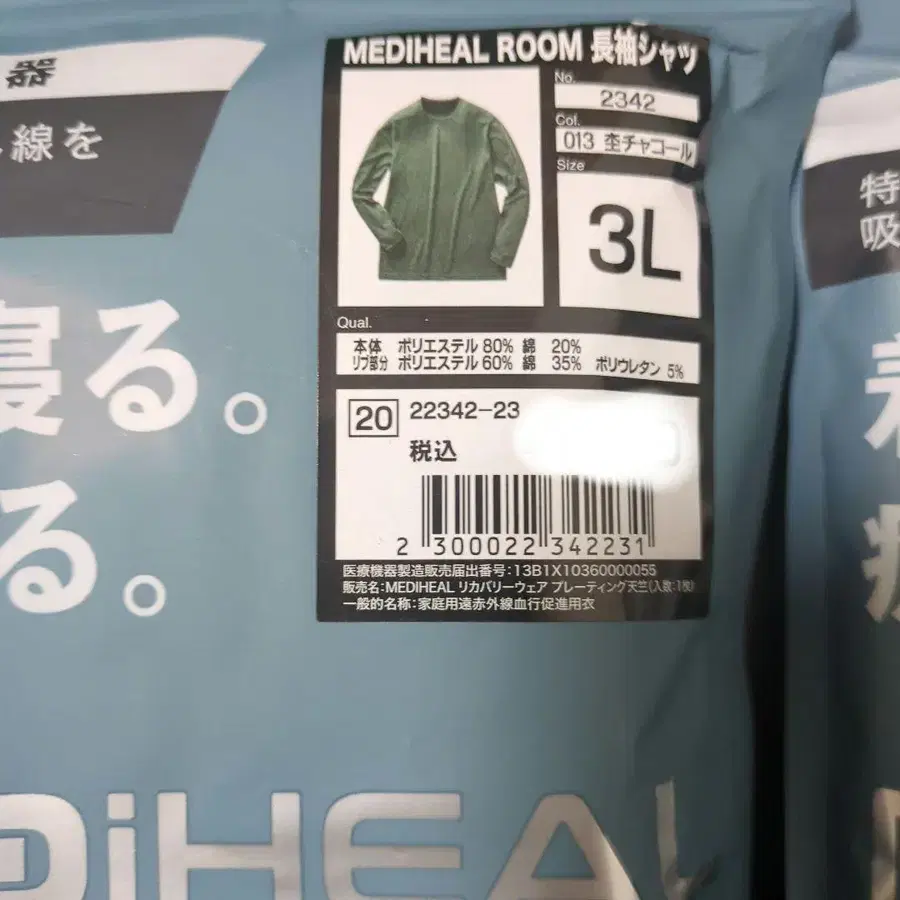 器
線を
寝る。
る。
MEDIHEAL ROOM 長袖シャツ
No.
2342
Col.
013 杢チャコール
Size
3L
Qual.
本体 ポリエステル 80% 綿 20%
リブ部分 ポリエステル 60% 綿 35% ポリウレタン 5%
20 22342-23
税込
2 300022 342231
医療機器製造販売届出番号:13B1X10360000055
販売名:MEDIHEAL リカバリーウェア プレーティング天竺(入数:1枚)
一般的名称:家庭用遠赤外線血行促進用衣
DiHEAL
特
吸
着
疲